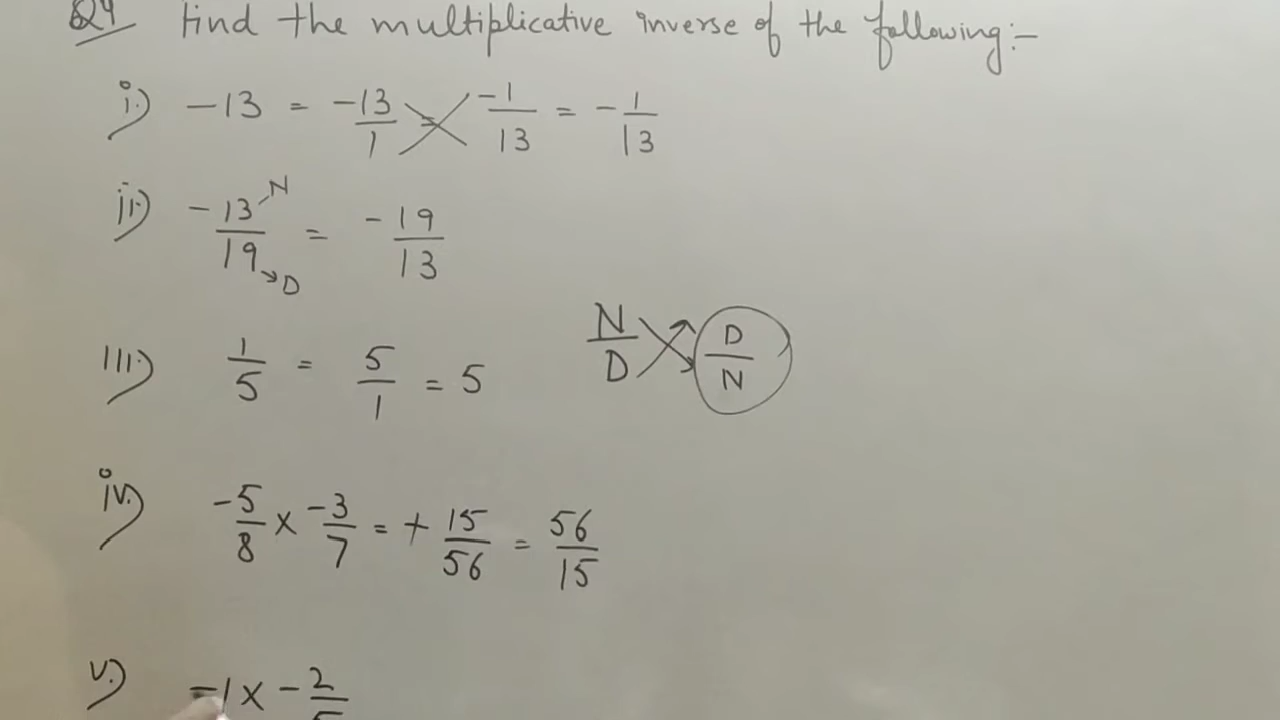 Q4 Find the multiplicative inverse of the following:-
i) -13 = -13/1 = -1/13 = -1/13
ii) -13/19 = -19/13
N
D
iii) 1/5 = 5/1 = 5
N/D D/N
iv.) -5/8 x -3/7 = + 15/56 = 56/15
v.) -1 x -2/5